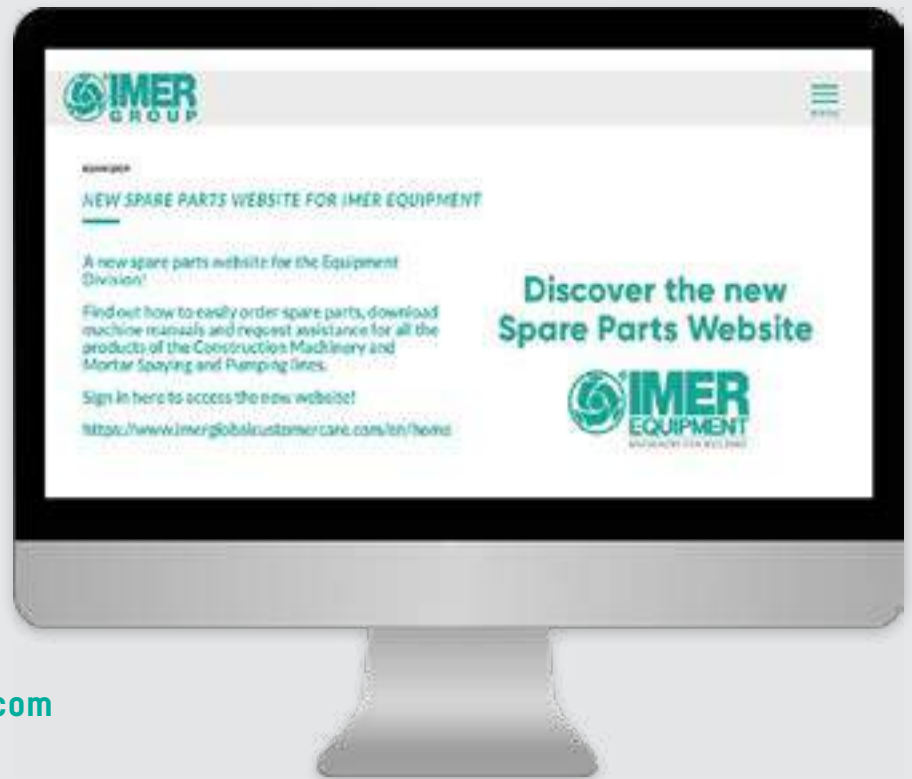 IMER
GROUP
NEW SPARE PARTS WEBSITE FOR IMER EQUIPMENT
A new spare parts website for the Equipment
Division!
Find out how to easily order spare parts, download
machine manuals and request assistance for all the
products of the Construction Machinery and
Mortar Spaying and Pumping lines.
Sign in here to access the new website!
https://www.imerglobalcustomercare.com/en/home
Discover the new
Spare Parts Website
IMER
EQUIPMENT
com